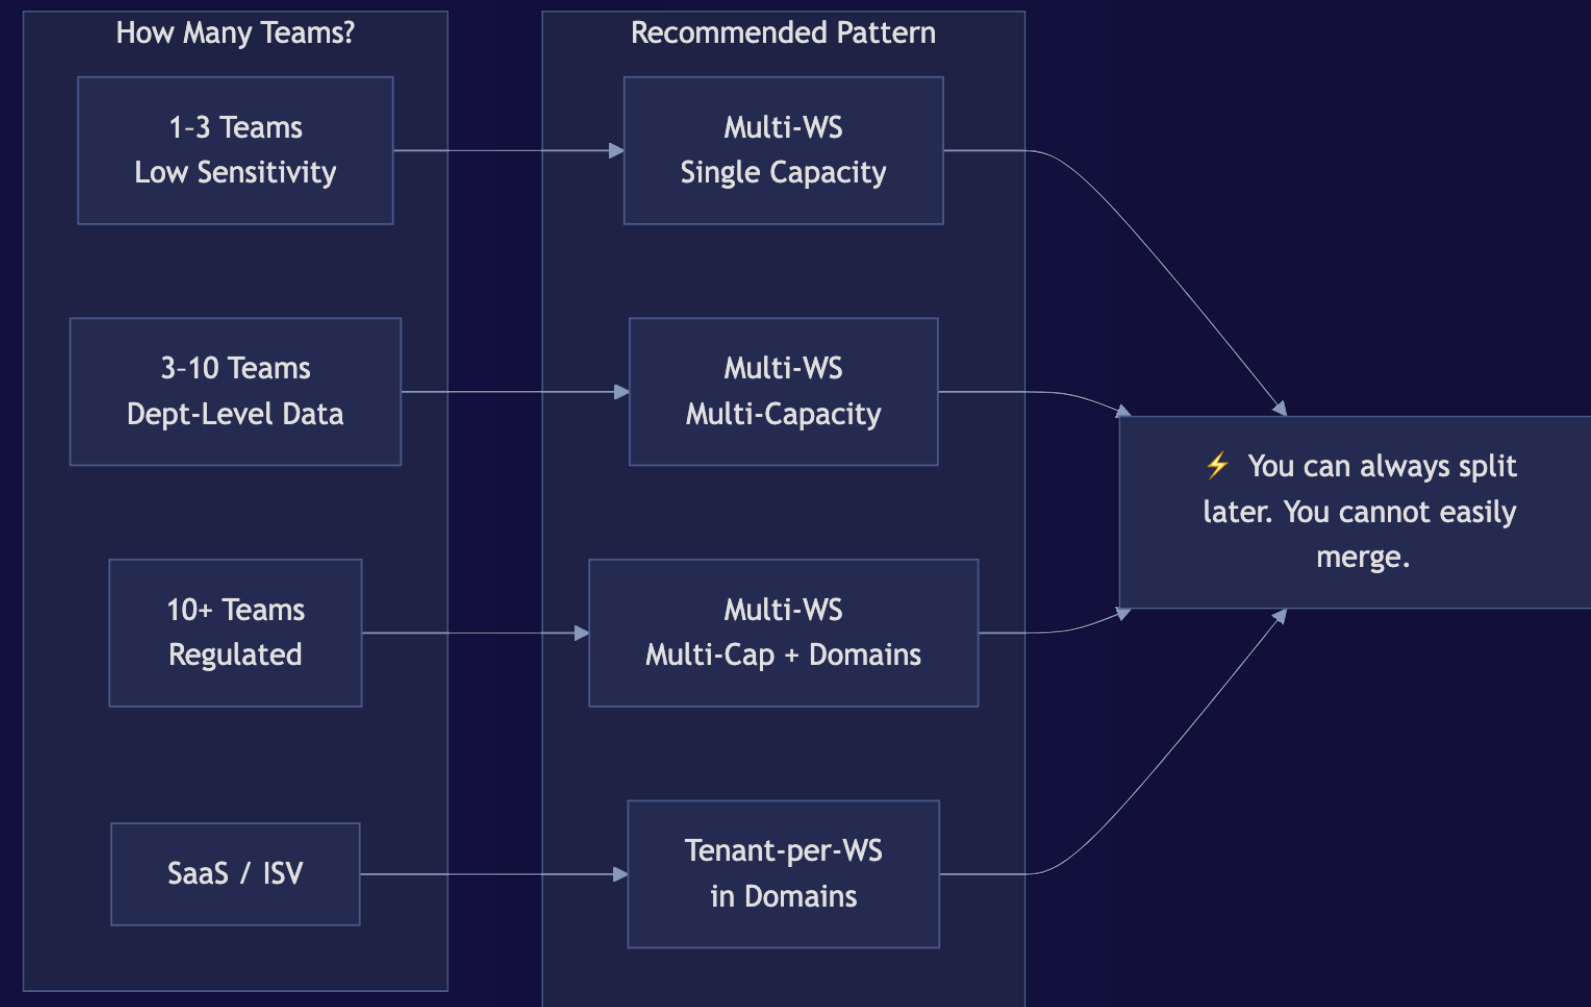 How Many Teams?
1–3 Teams
Low Sensitivity
3–10 Teams
Dept-Level Data
10+ Teams
Regulated
SaaS / ISV
Recommended Pattern
Multi-WS
Single Capacity
Multi-WS
Multi-Capacity
Multi-WS
Multi-Cap + Domains
Tenant-per-WS
in Domains
⚡ You can always split
later. You cannot easily
merge.